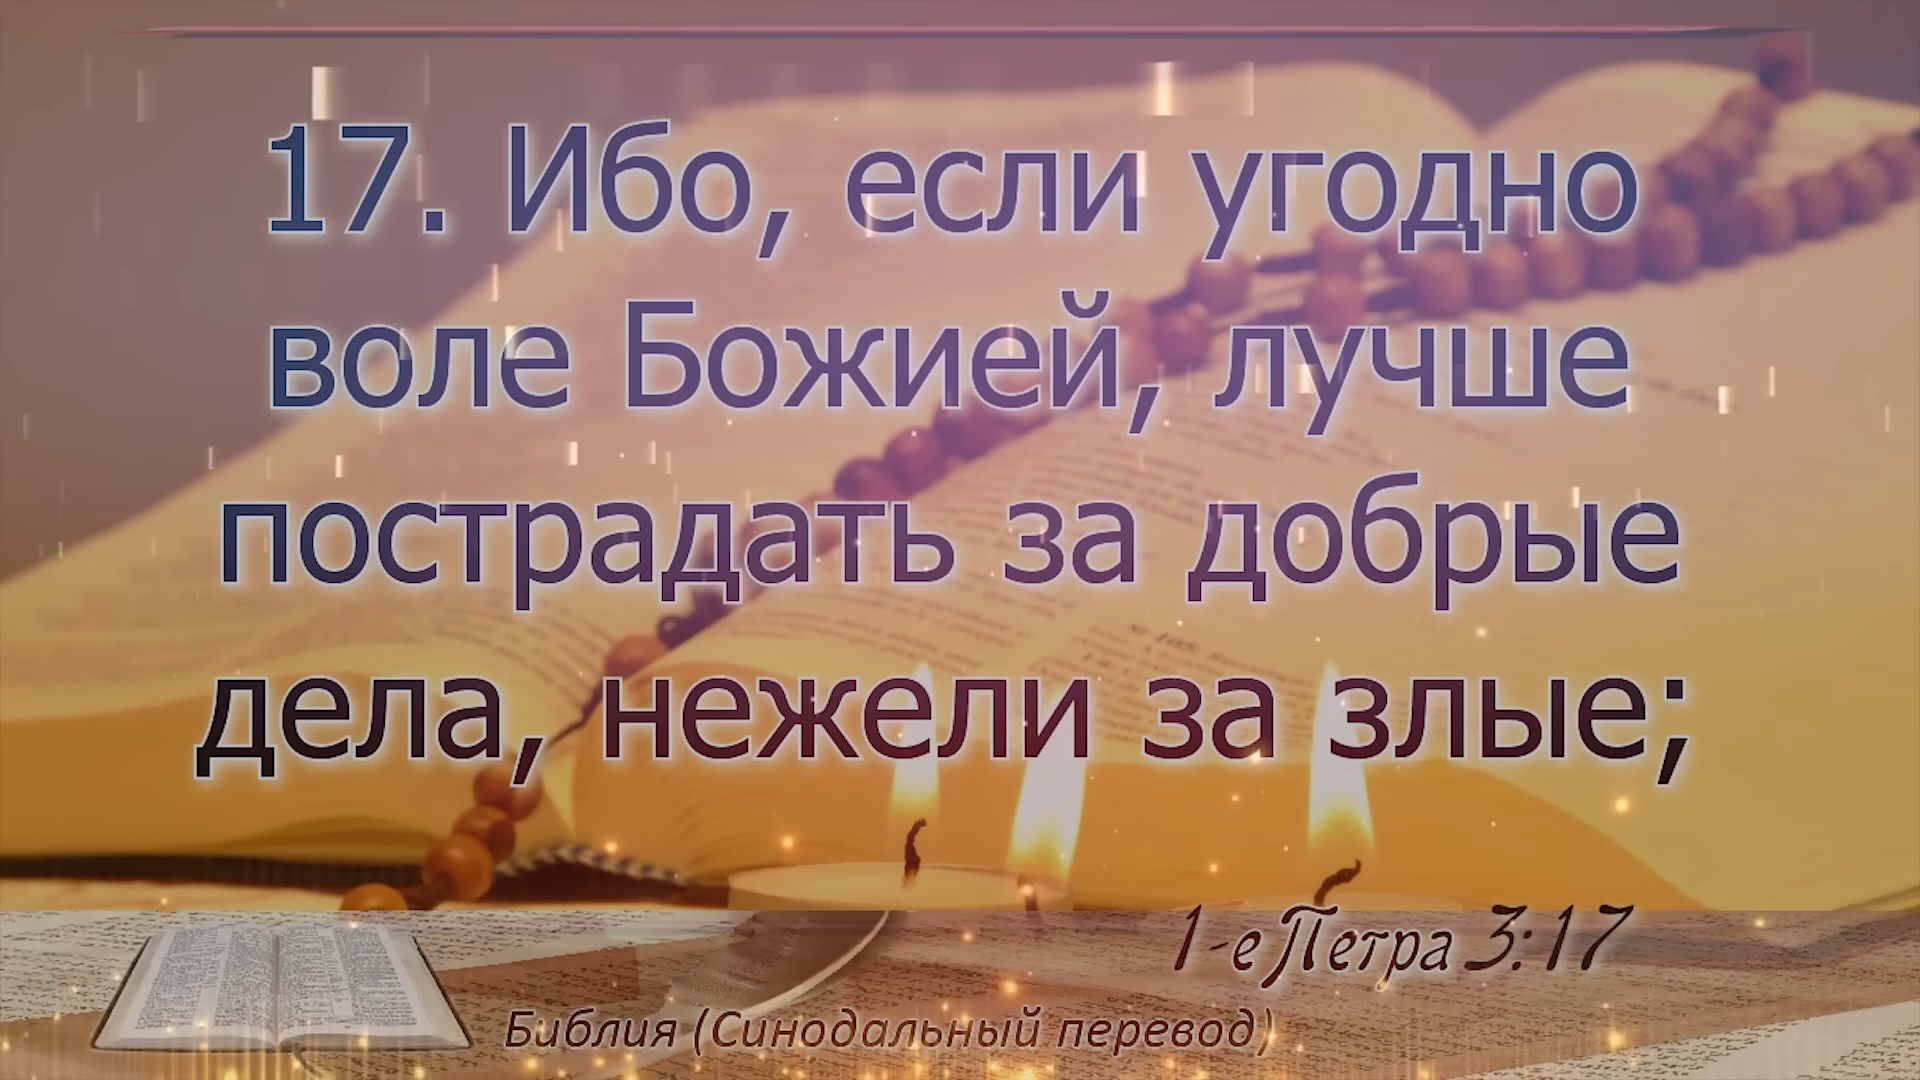 17. Ибо, если угодно
воле Божией, лучше
пострадать за добрые
дела, нежели за злые;
1-е Петра 3:17
Библия (Синодальный перевод)